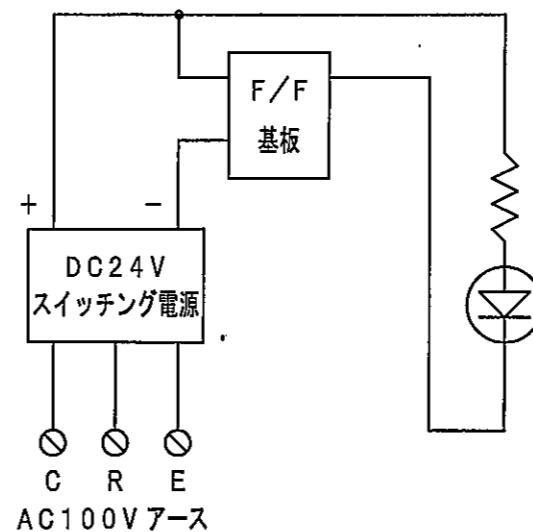 F/F
基板
+ -
DC24V
スイッチング電源
C R E
AC100V アース